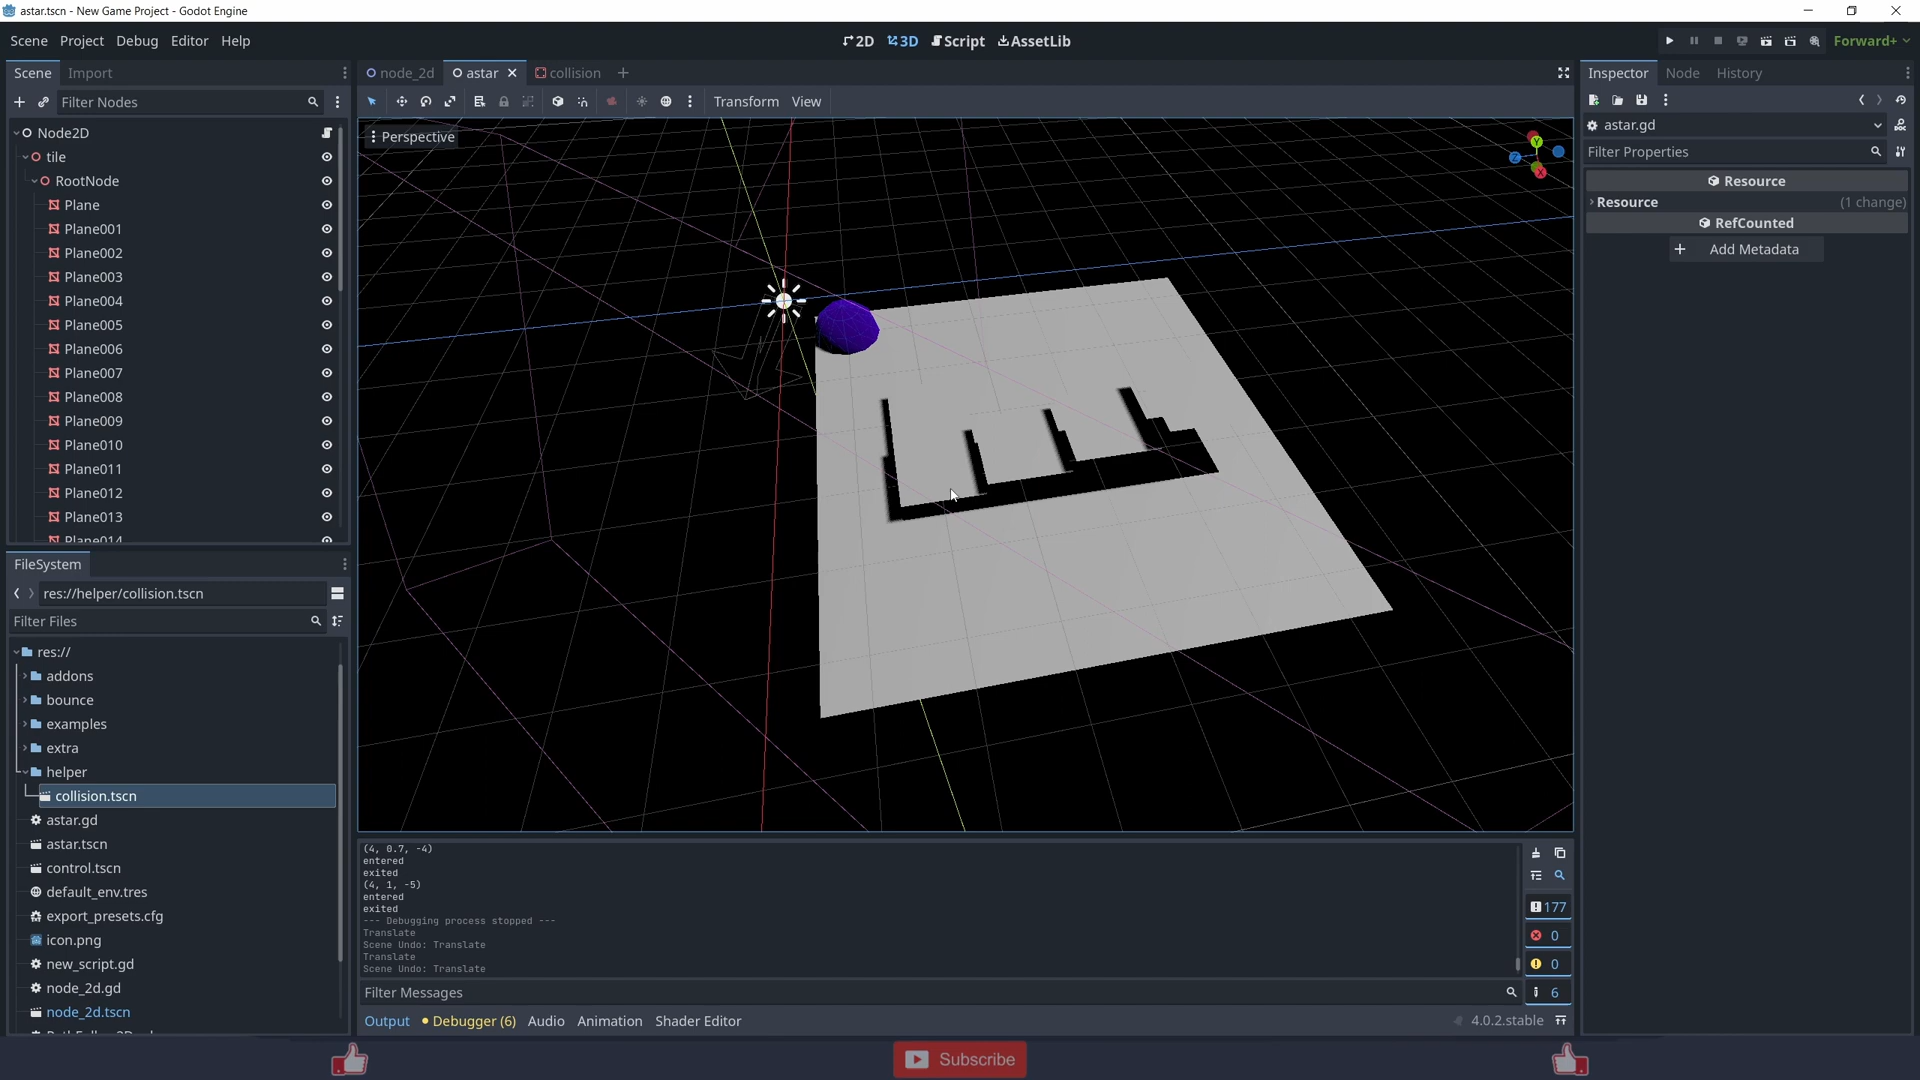 astar.tscn - New Game Project - Godot Engine
Scene Project Debug Editor Help
2D 3D Script AssetLib
Forward+
Scene Import
Filter Nodes
Node2D
tile
RootNode
Plane
Plane001
Plane002
Plane003
Plane004
Plane005
Plane006
Plane007
Plane008
Plane009
Plane010
Plane011
Plane012
Plane013
Plane014
FileSystem
res://helper/collision.tscn
Filter Files
res://
addons
bounce
examples
extra
helper
collision.tscn
astar.gd
astar.tscn
control.tscn
default_env.tres
export_presets.cfg
icon.png
new_script.gd
node_2d.gd
node_2d.tscn
node_2d astar collision
Transform View
Perspective
Y
Z
X
(4, 0.7, -4)
entered
exited
(4, 1, -5)
entered
exited
--- Debugging process stopped ---
Translate
Scene Undo: Translate
Translate
Scene Undo: Translate
177
0
0
6
Filter Messages
Output Debugger (6) Audio Animation Shader Editor
4.0.2.stable
Inspector Node History
astar.gd
Filter Properties
Resource
Resource (1 change)
RefCounted
Add Metadata
Subscribe